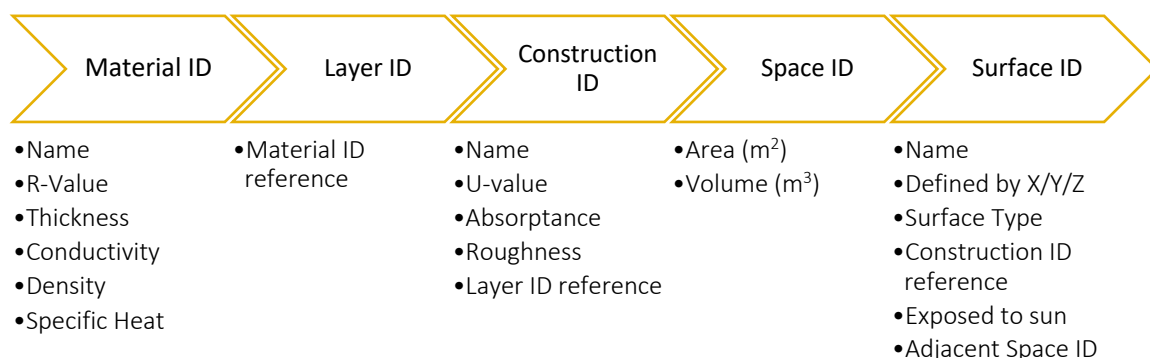 Material ID
Layer ID
Construction
ID
Space ID
Surface ID
•Name
•R-Value
•Thickness
•Conductivity
•Density
•Specific Heat
•Material ID
reference
•Name
•U-value
•Absorptance
•Roughness
•Layer ID reference
•Area (m²)
•Volume (m³)
•Name
•Defined by X/Y/Z
•Surface Type
•Construction ID
reference
•Exposed to sun
•Adjacent Space ID